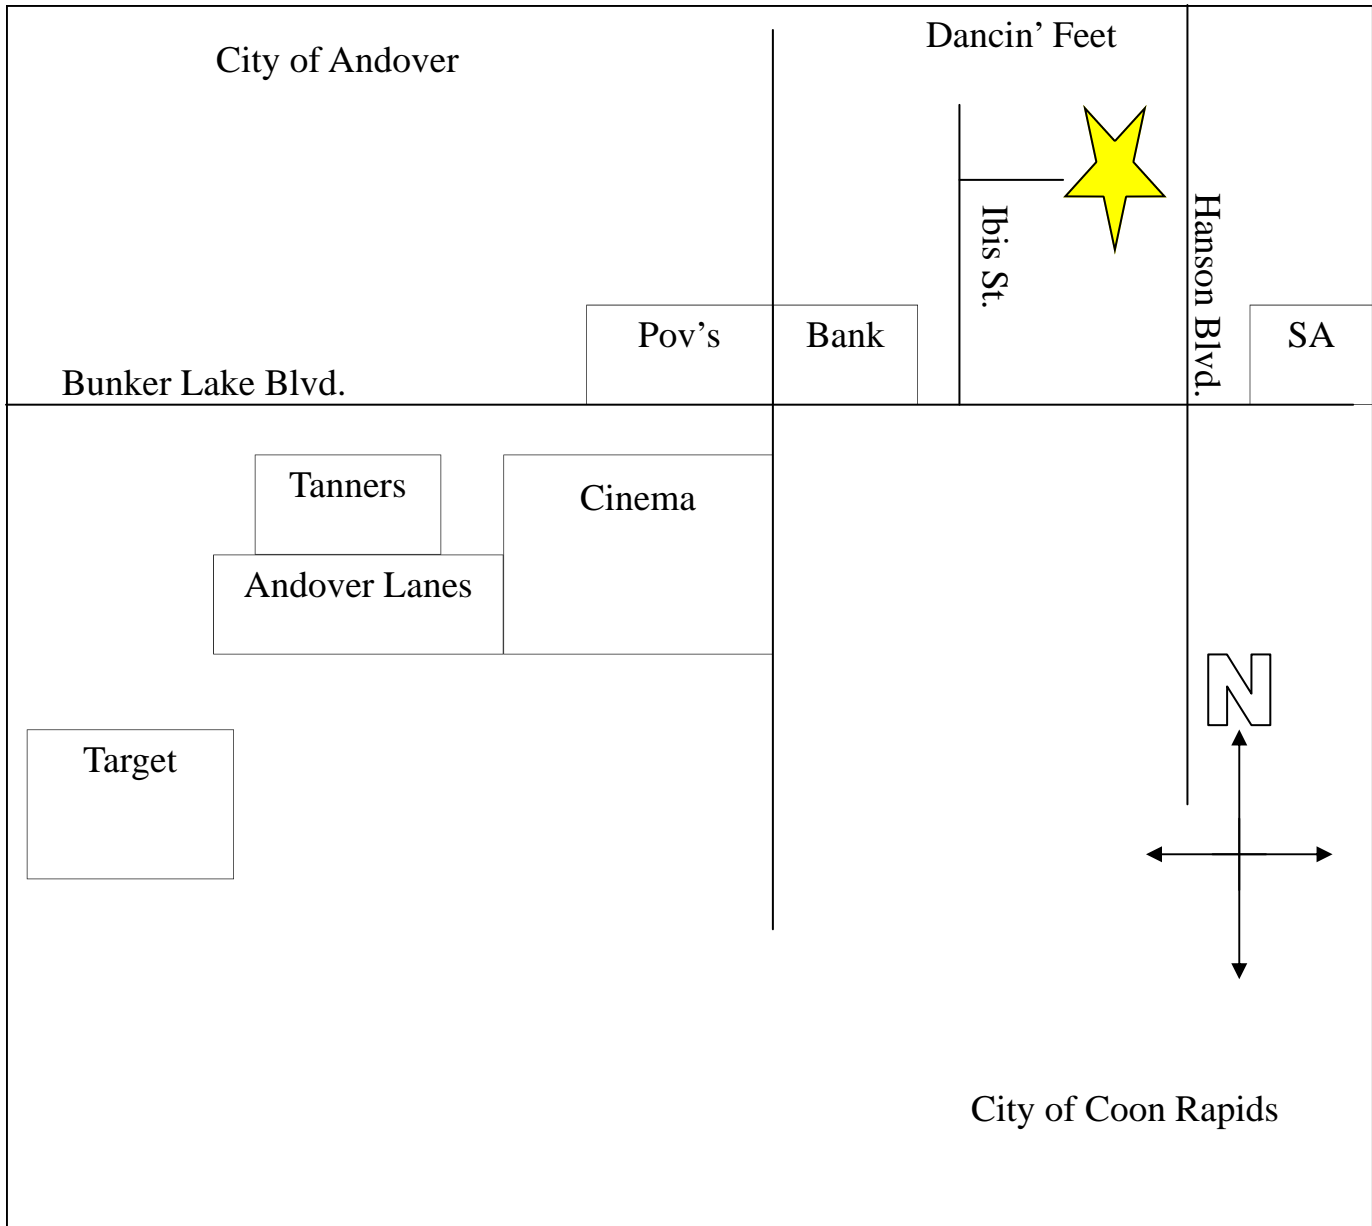 Dancin’ Feet
City of Andover
Ibis St.
Hanson Blvd.
Pov's
Bank
SA
Bunker Lake Blvd.
Tanners
Cinema
Andover Lanes
N
Target
City of Coon Rapids